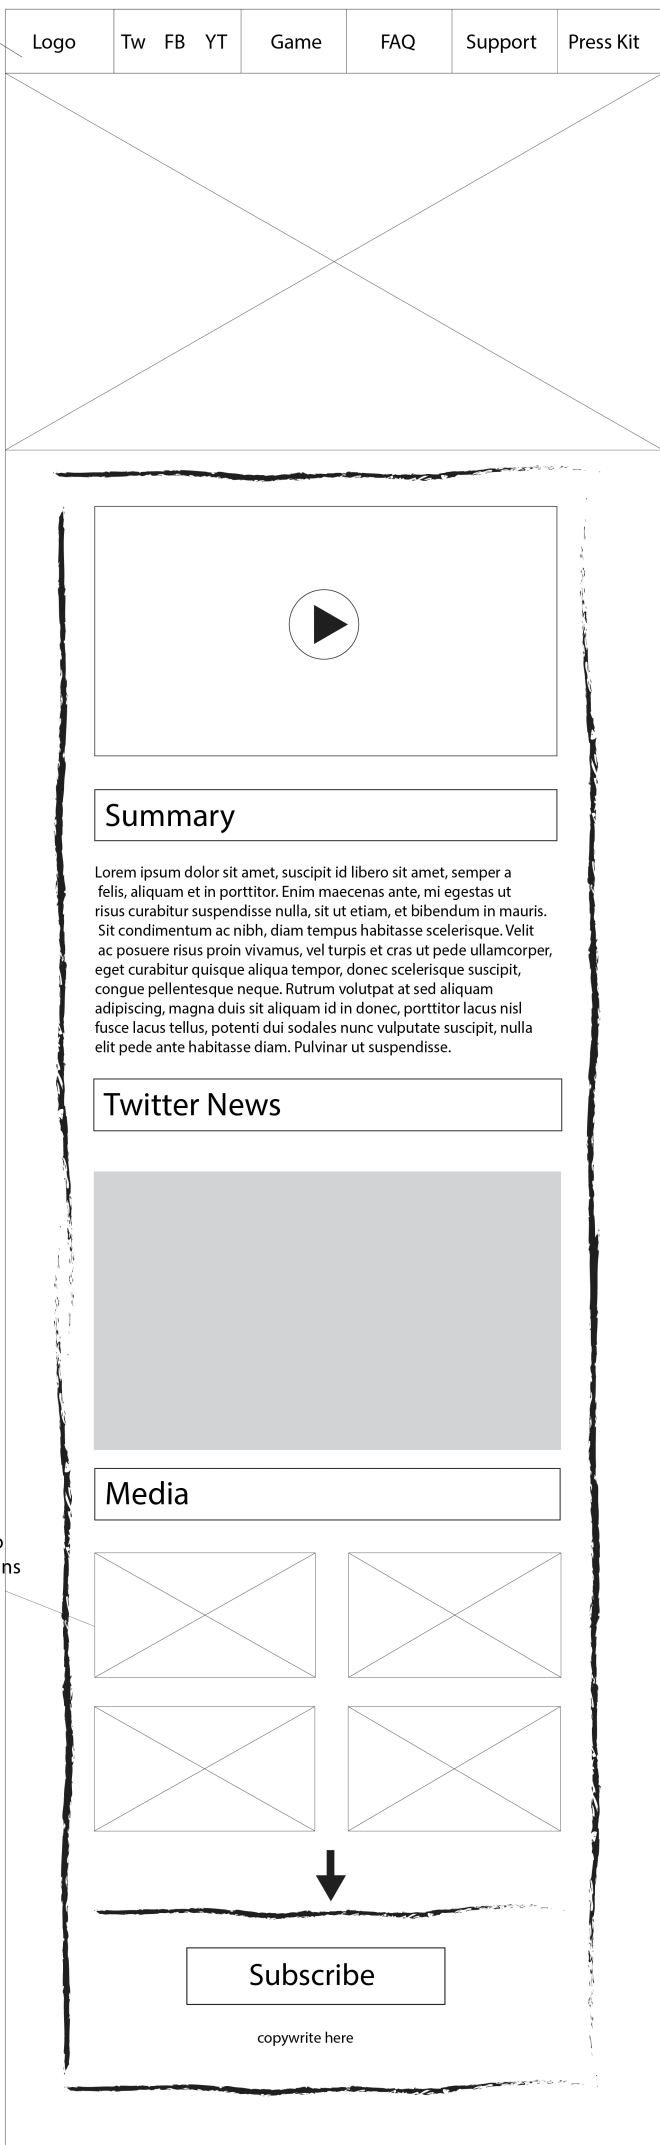 Logo Tw FB YT Game FAQ Support Press Kit
Summary
Lorem ipsum dolor sit amet, suscipit id libero sit amet, semper a
felis, aliquam et in porttitor. Enim maecenas ante, mi egestas ut
risus curabitur suspendisse nulla, sit ut etiam, et bibendum in mauris.
Sit condimentum ac nibh, diam tempus habitasse scelerisque. Velit
ac posuere risus proin vivamus, vel turpis et cras ut pede ullamcorper,
eget curabitur quisque aliqua tempor, donec scelerisque suscipit,
congue pellentesque neque. Rutrum volutpat at sed aliquam
adipiscing, magna duis sit aliquam id in donec, porttitor lacus nisl
fusce lacus tellus, potenti dui sodales nunc vulputate suscipit, nulla
elit pede ante habitasse diam. Pulvinar ut suspendisse.
Twitter News
Media
Subscribe
copywrite here